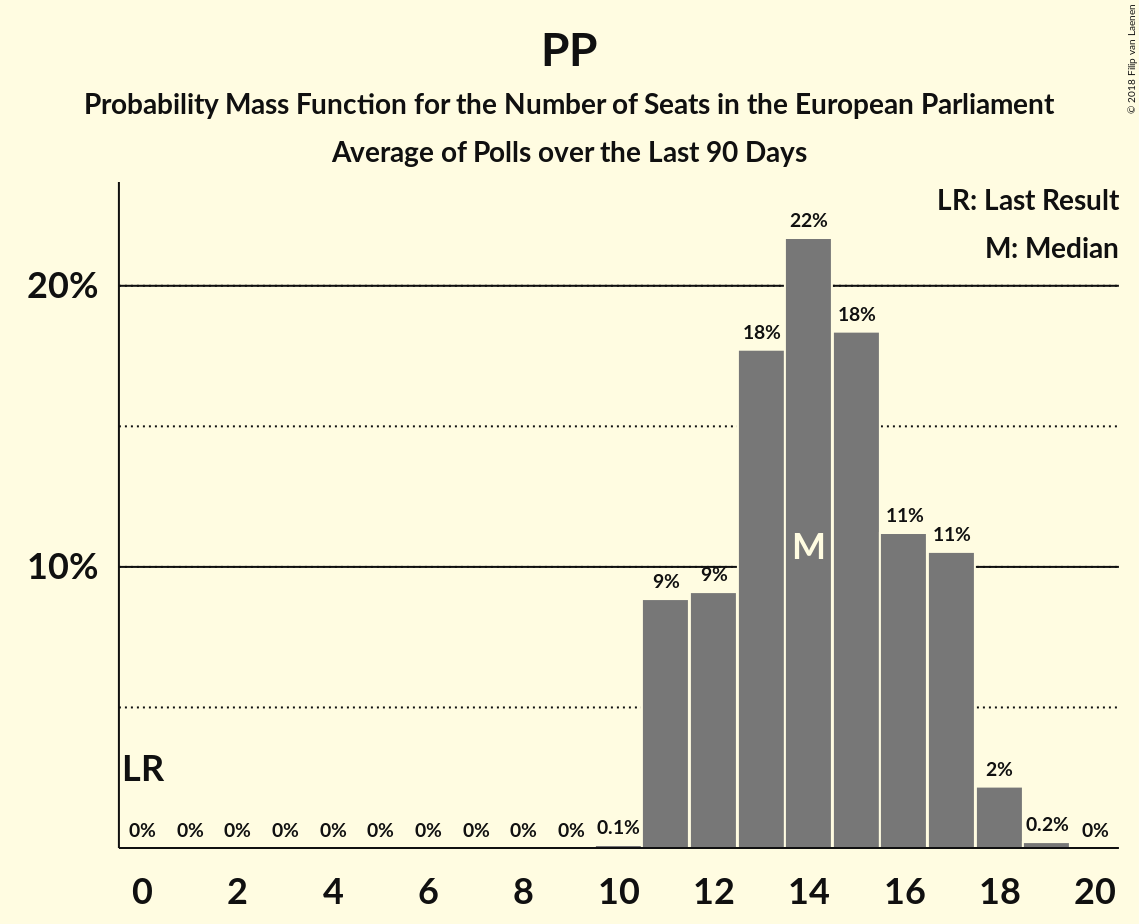 PP
Probability Mass Function for the Number of Seats in the European Parliament
Average of Polls over the Last 90 Days
© 2018 Filip van Laenen
LR: Last Result
M: Median
22%
20%
18%
18%
M
11%
11%
10%
9%
9%
LR
2%
0% 0% 0% 0% 0% 0% 0% 0% 0% 0% 0.1% 0.2% 0%
0 2 4 6 8 10 12 14 16 18 20